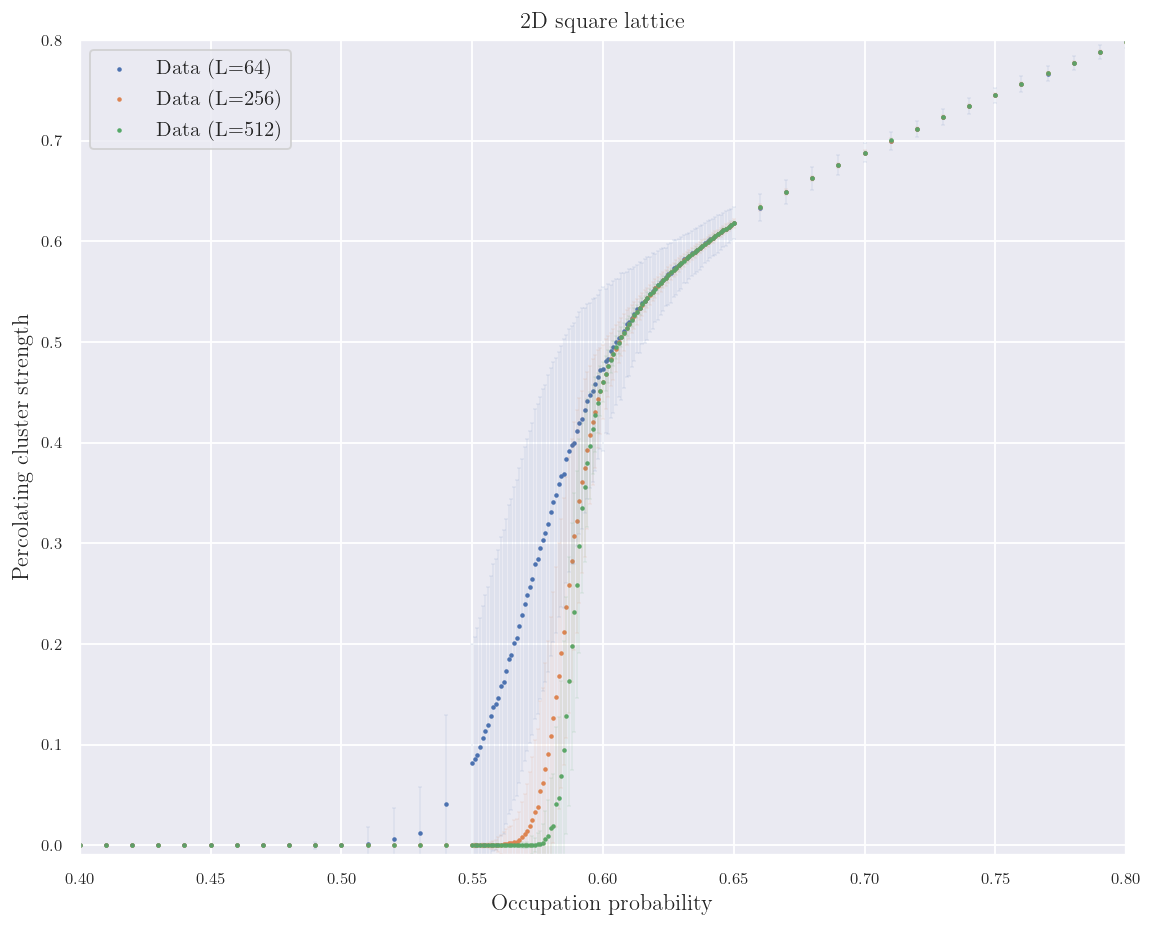 2D square lattice
Data (L=64)
Data (L=256)
Data (L=512)
Percolating cluster strength
0.8
0.7
0.6
0.5
0.4
0.3
0.2
0.1
0.0
0.40 0.45 0.50 0.55 0.60 0.65 0.70 0.75 0.80
Occupation probability